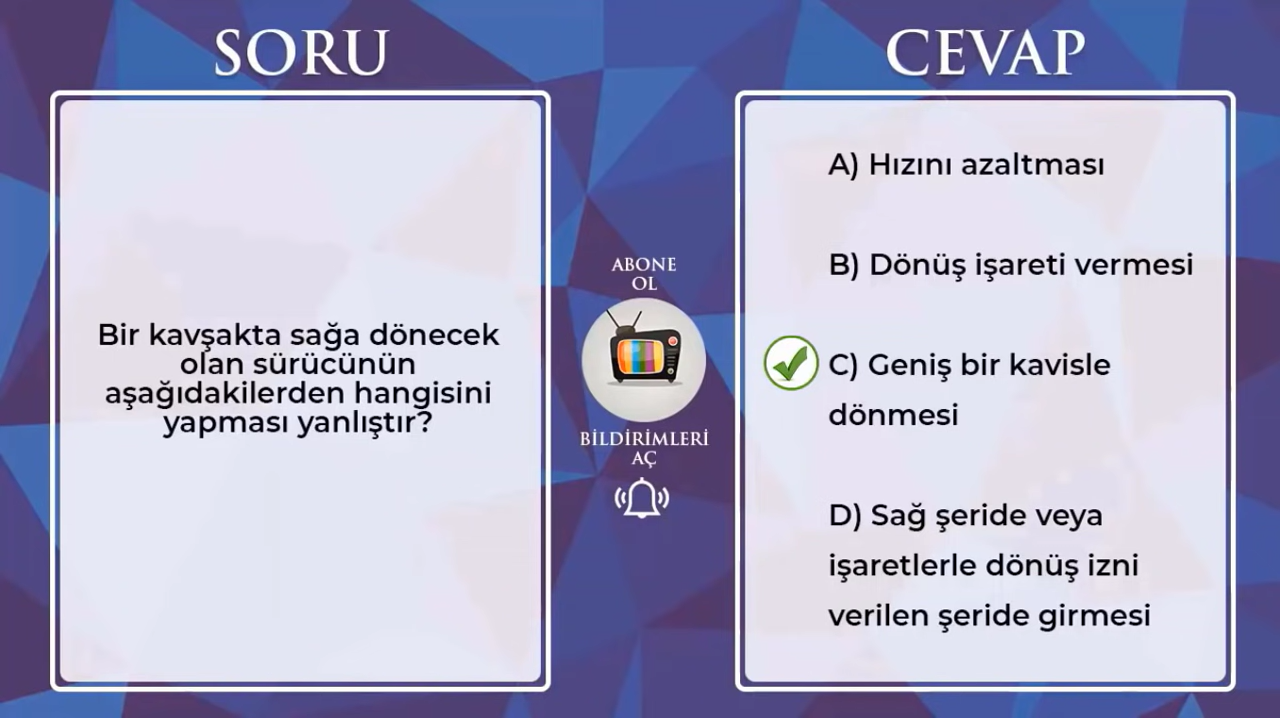 SORU
Bir kavşakta sağa dönecek
olan sürücünün
aşağıdakilerden hangisini
yapması yanlıştır?
ABONE
OL
BİLDİRİMLERİ
AÇ
CEVAP
A) Hızını azaltması
B) Dönüş işareti vermesi
C) Geniş bir kavisle
dönmesi
D) Sağ şeride veya
işaretlerle dönüş izni
verilen şeride girmesi